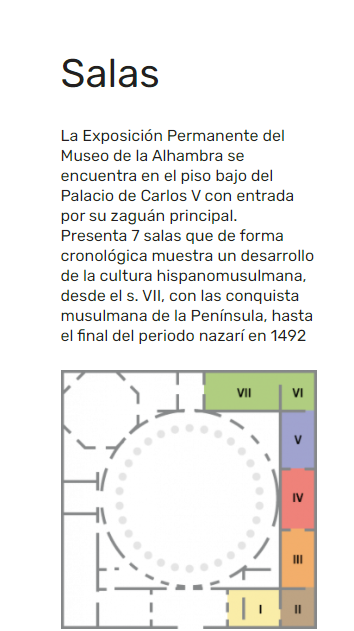 Salas
La Exposición Permanente del
Museo de la Alhambra se
encuentra en el piso bajo del
Palacio de Carlos V con entrada
por su zaguán principal.
Presenta 7 salas que de forma
cronológica muestra un desarrollo
de la cultura hispanomusulmana,
desde el s. VII, con las conquista
musulmana de la Península, hasta
el final del periodo nazarí en 1492
VII VI
V
IV
III
I II